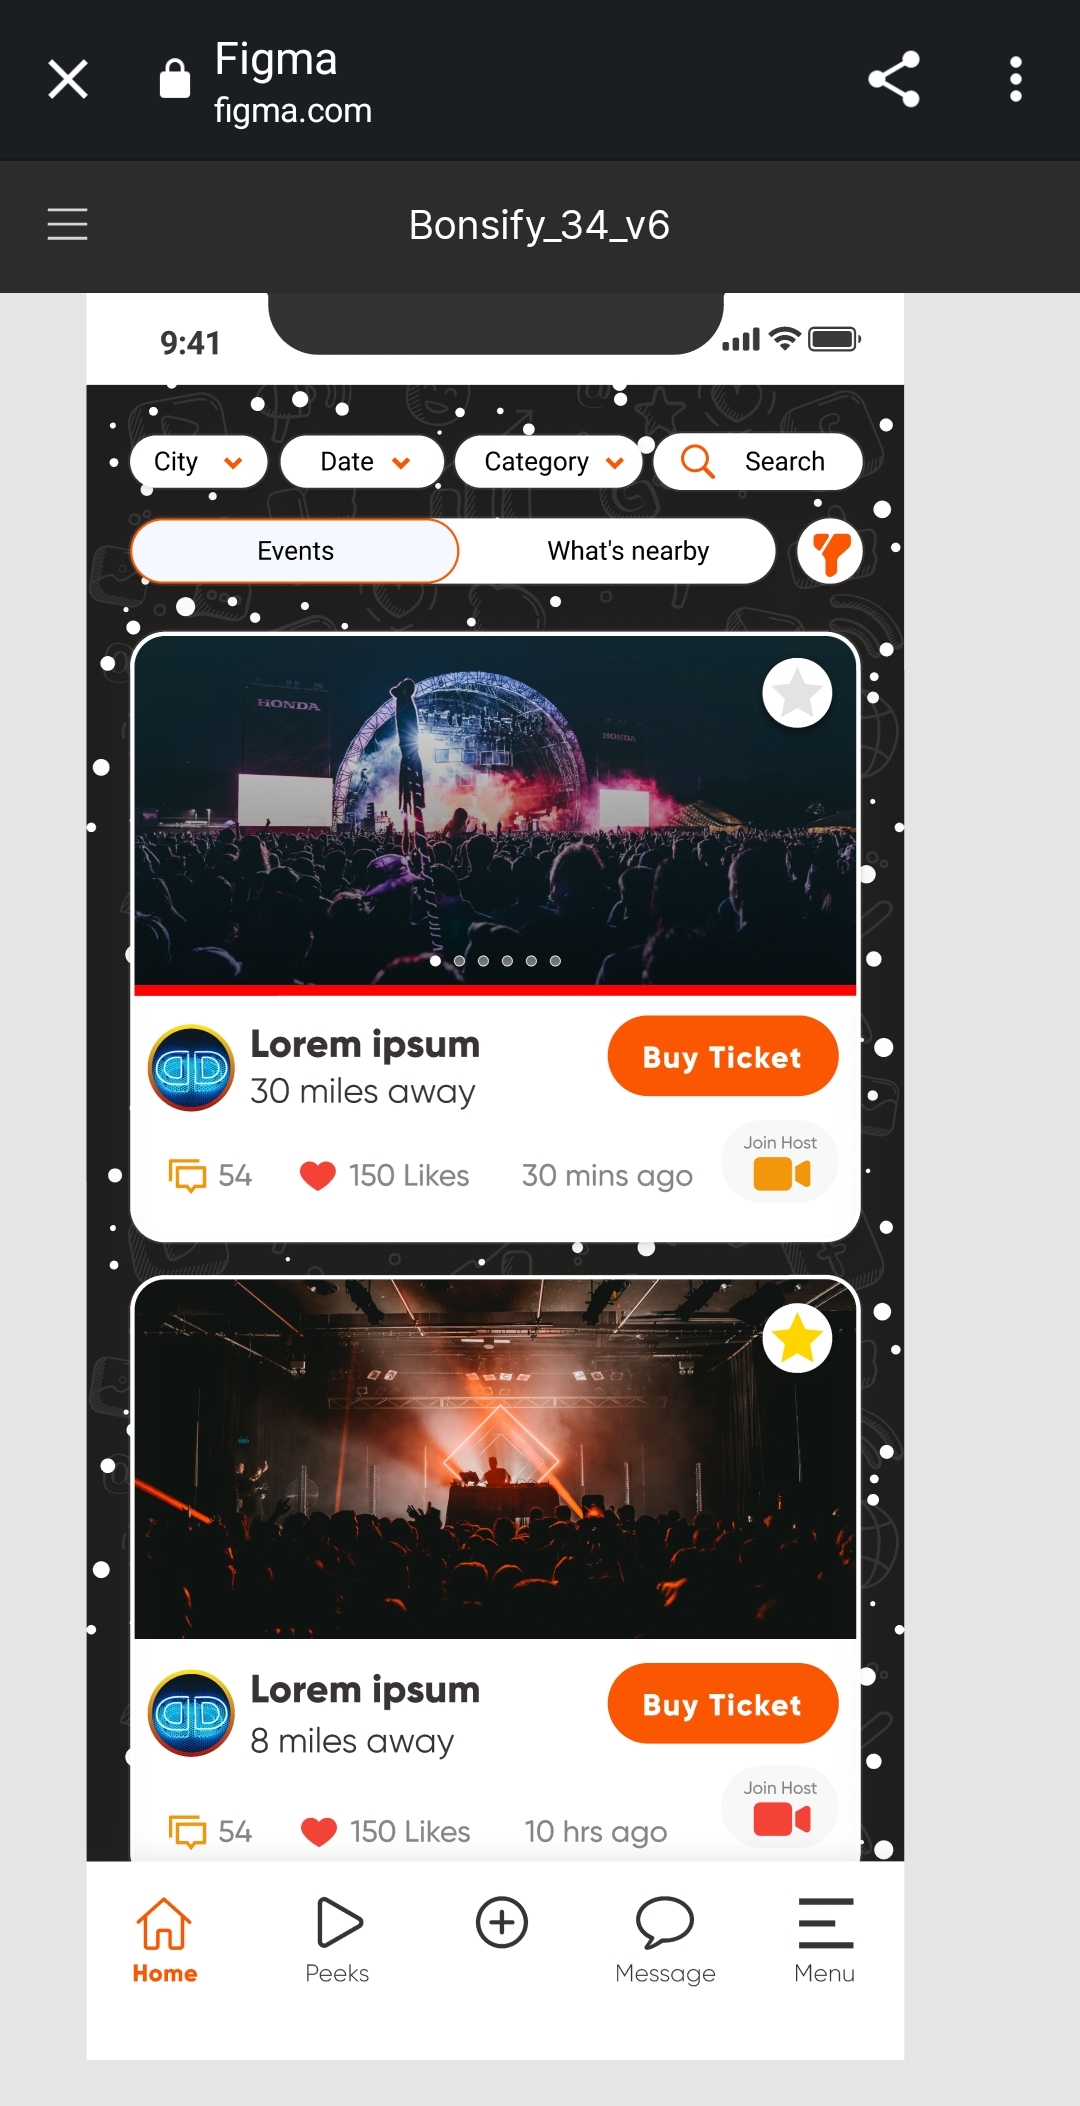 Figma
figma.com
Bonsify_34_v6
9:41
City
Date
Category
Search
Events
What's nearby
HONDA
HONDA
Lorem ipsum
30 miles away
Buy Ticket
Join Host
54
150 Likes
30 mins ago
Lorem ipsum
8 miles away
Buy Ticket
Join Host
54
150 Likes
10 hrs ago
Home
Peeks
Message
Menu